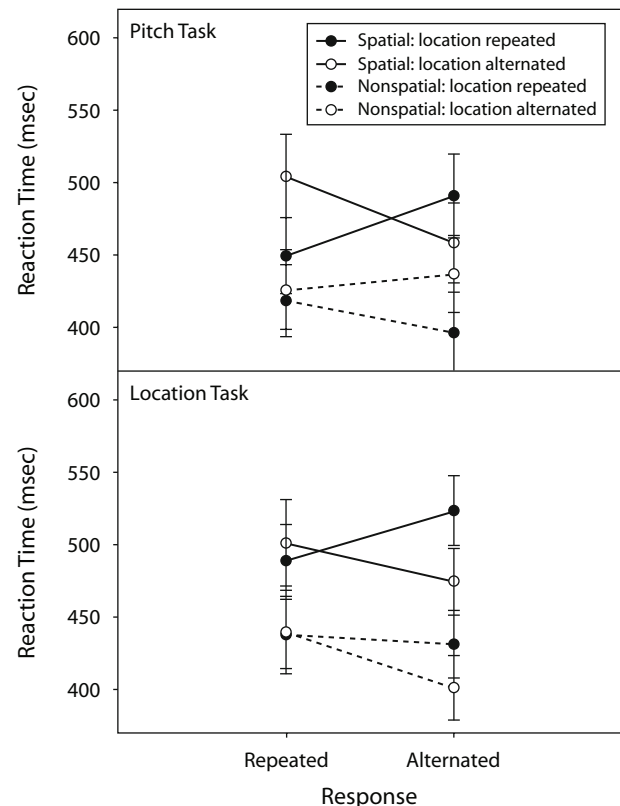 Pitch Task
Spatial: location repeated
Spatial: location alternated
Nonspatial: location repeated
Nonspatial: location alternated
Reaction Time (msec)
600
550
500
450
400
Location Task
Reaction Time (msec)
600
550
500
450
400
Repeated Alternated
Response